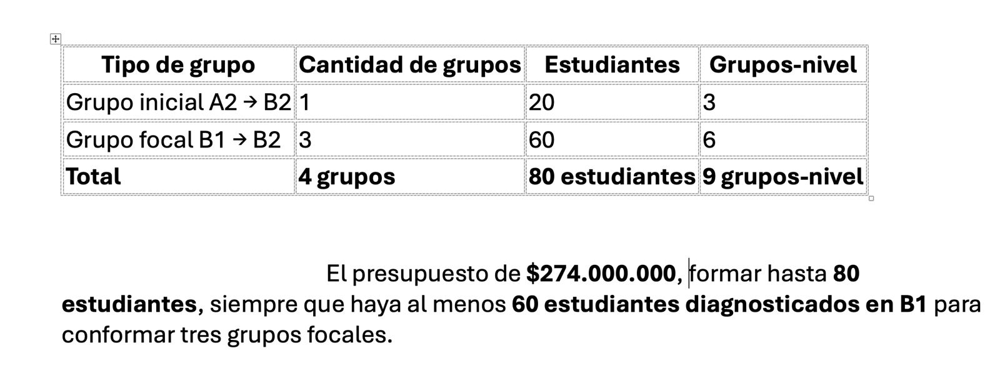 Tipo de grupo Cantidad de grupos Estudiantes Grupos-nivel
Grupo inicial A2 → B2 1 20 3
Grupo focal B1 → B2 3 60 6
Total 4 grupos 80 estudiantes 9 grupos-nivel
El presupuesto de $274.000.000, formar hasta 80
estudiantes, siempre que haya al menos 60 estudiantes diagnosticados en B1 para
conformar tres grupos focales.